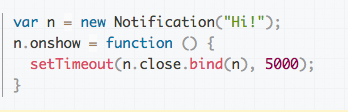 var n = new Notification("Hi!");
n.onshow = function () {
  setTimeout(n.close.bind(n), 5000);
}